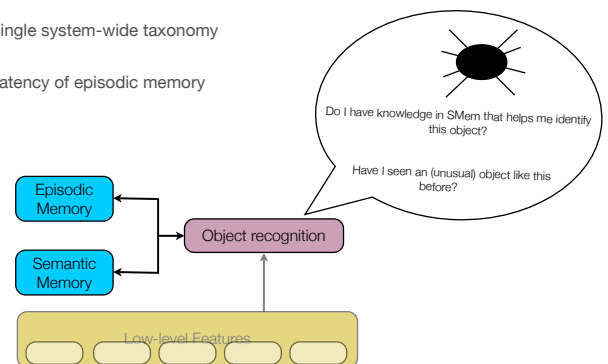 ingle system-wide taxonomy
atency of episodic memory
Do I have knowledge in SMem that helps me identify
this object?
Have I seen an (unusual) object like this
before?
Episodic
Memory
Object recognition
Semantic
Memory
Low-level Features